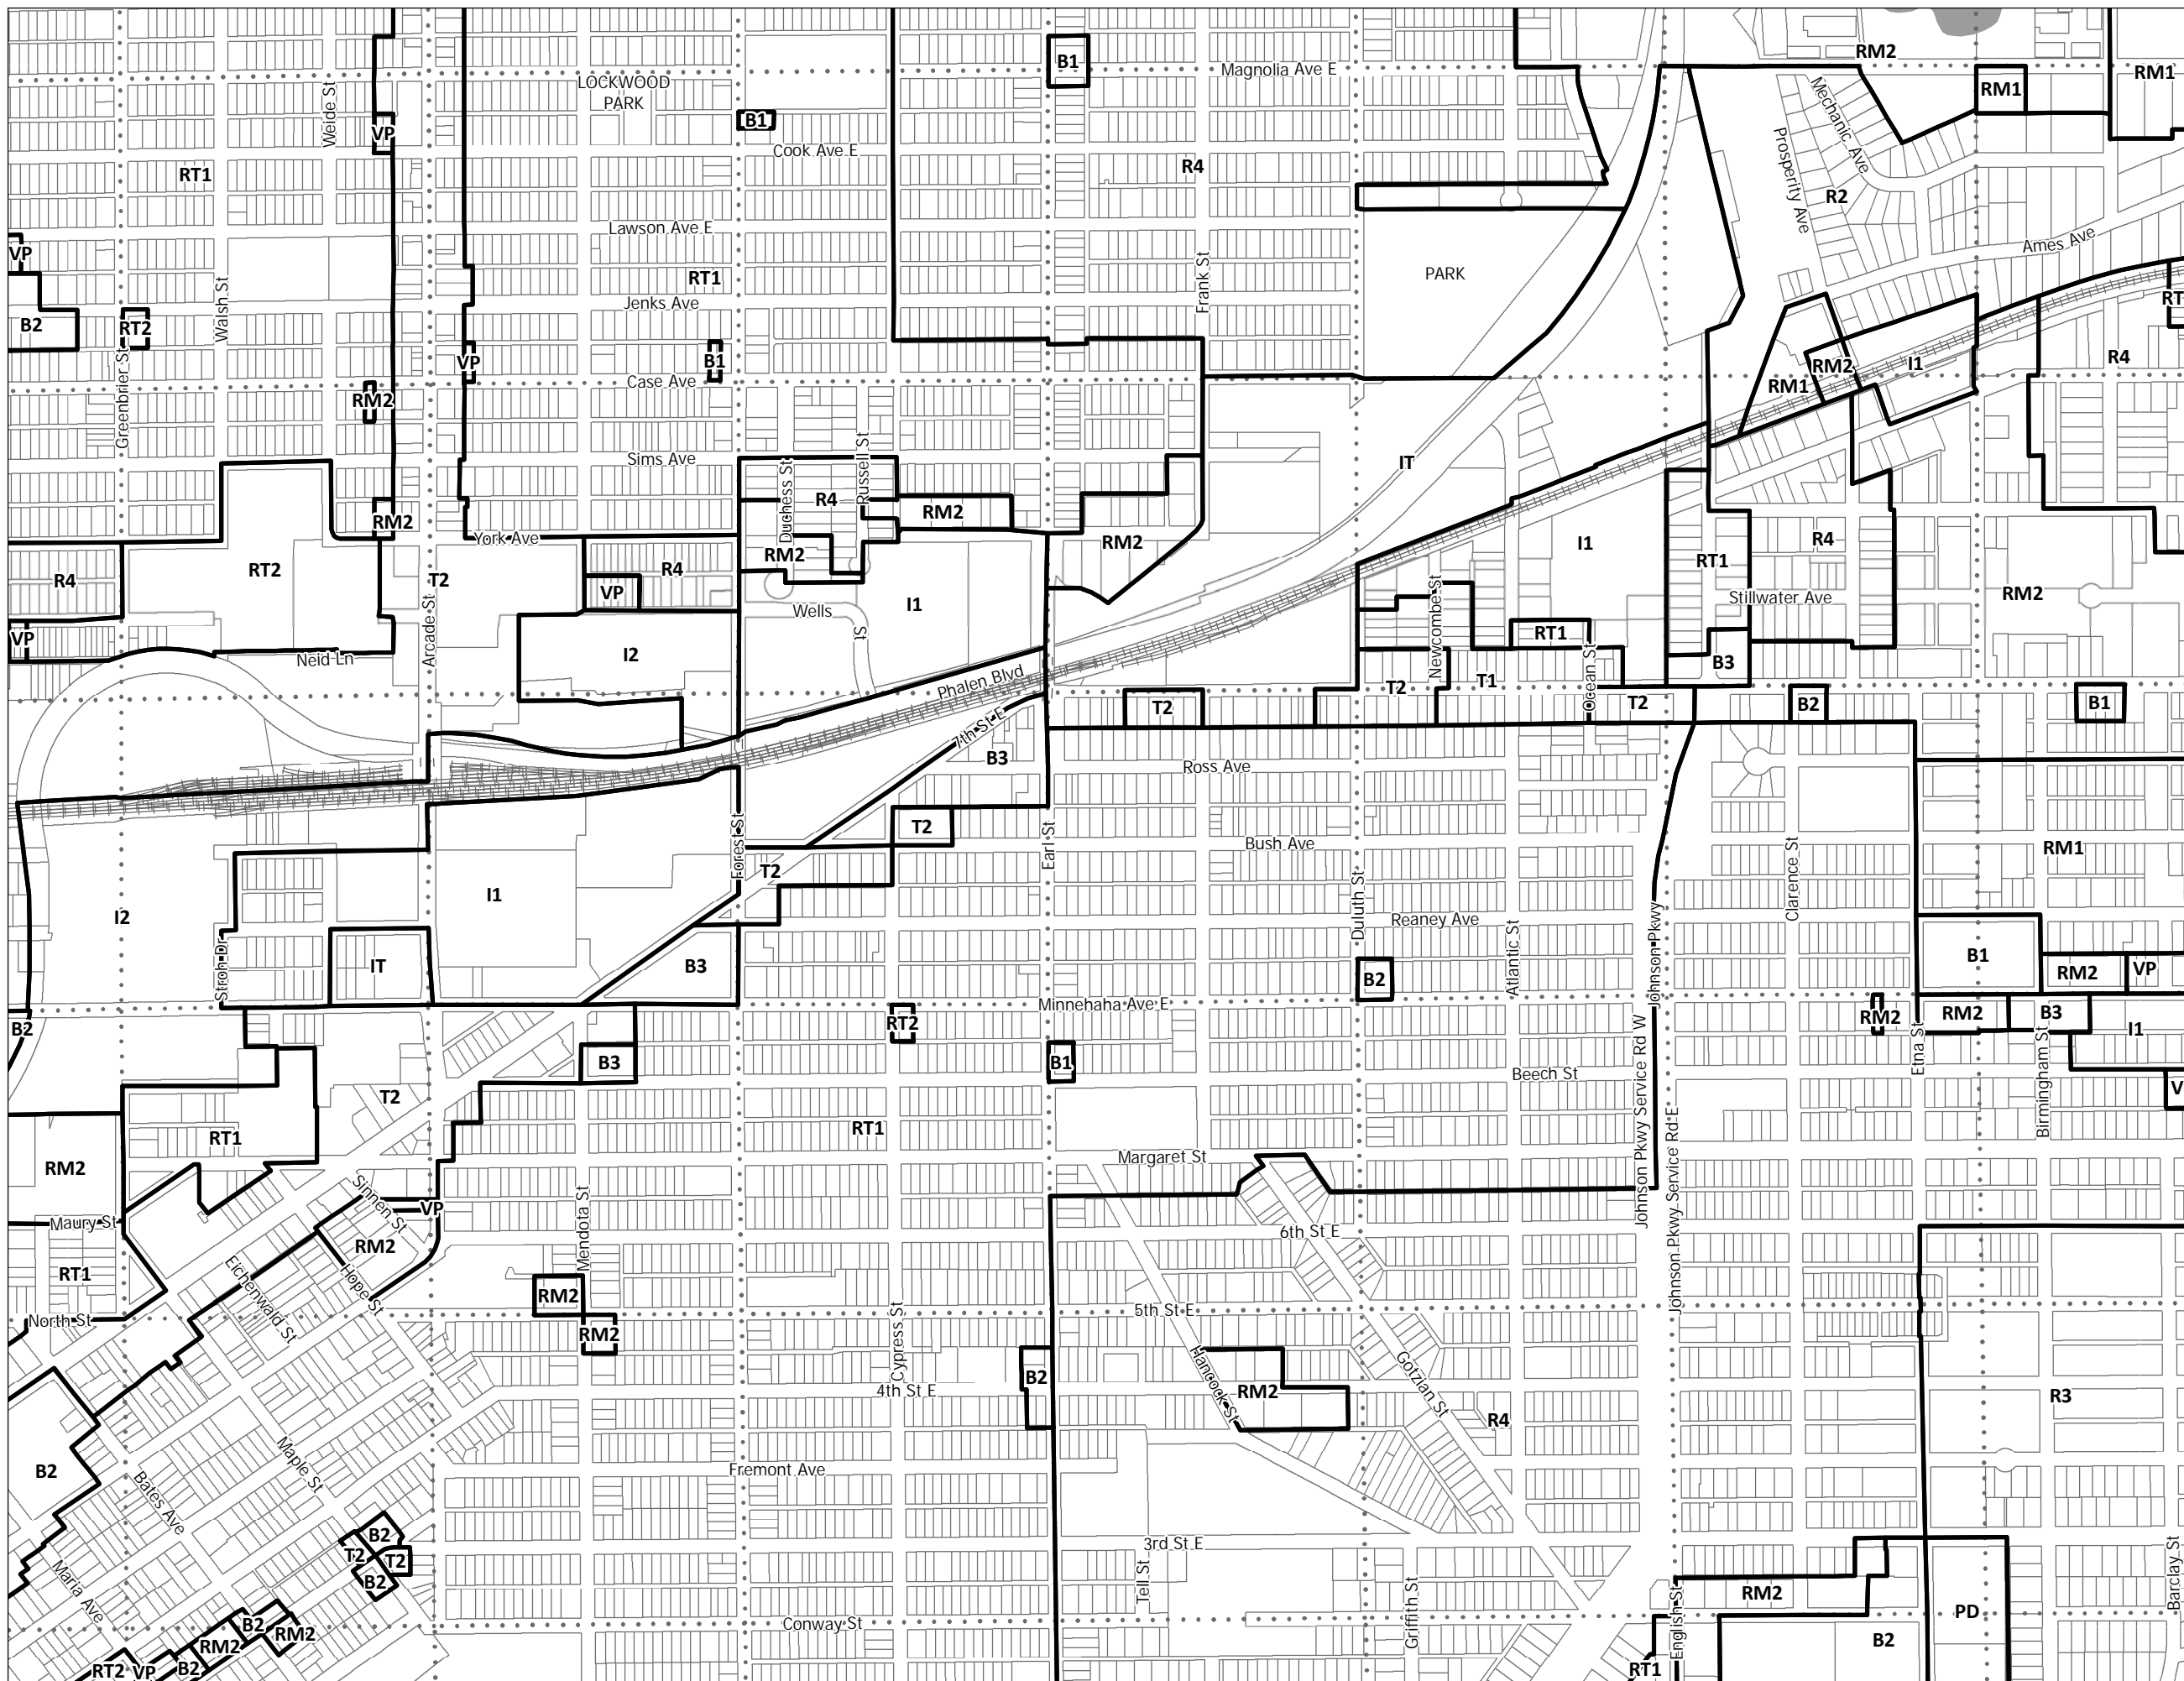 RM2
B1
Magnolia Ave E
RM1
LOCKWOOD
PARK
RM1
Weide St
Mechanic Ave
B1
VP
Cook Ave E
Prosperity Ave
R4
RT1
R2
Lawson Ave E
Ames Ave
VP
Frank St
PARK
RT1
Walsh St
Jenks Ave
RT
B2
RT2
VP
B1
R4
I1
RM2
Case Ave
RM1
RM2
Greenbrier St
Sims Ave
IT
Russell St
Duchess St
R4
RM2
RM2
York Ave
RM2
RM2
I1
R4
RT1
R4
RT2
R4
T2
VP
RM2
Wells
St
I1
Stillwater Ave
Newcombe St
RT1
VP
Neid Ln
Arcade St
I2
B3
Phalen Blvd
T2
T1
Ocean St
T2
T2
B2
B1
7th St E
B3
Ross Ave
T2
Bush Ave
Forest St
Earl St
T2
RM1
Clarence St
I1
I2
Duluth St
Reaney Ave
Atlantic St
Johnson Pkwy
B1
Stroh Dr
IT
B3
B2
RM2
VP
Minnehaha Ave E
RT2
B2
RM2
RM2
B3
I1
Etna St
Birmingham St
B3
B1
Beech St
V
T2
RT1
RT1
Johnson Pkwy Service Rd W
Johnson Pkwy Service Rd E
Margaret St
RM2
Sinnen St
VP
Maury St
RM2
Mendota St
6th St E
RT1
Eichenwald St
Hope St
RM2
5th St E
North St
RM2
Cypress St
B2
4th St E
Hancock St
RM2
Gotzian St
R4
R3
B2
Maple St
Bates Ave
Fremont Ave
B2
T2
T2
B2
3rd St E
Maria Ave
Tell St
Griffith St
English St
RM2
Barclay St
PD
B2
RM2
RM2
Conway St
B2
RT2
VP
B2
RT1